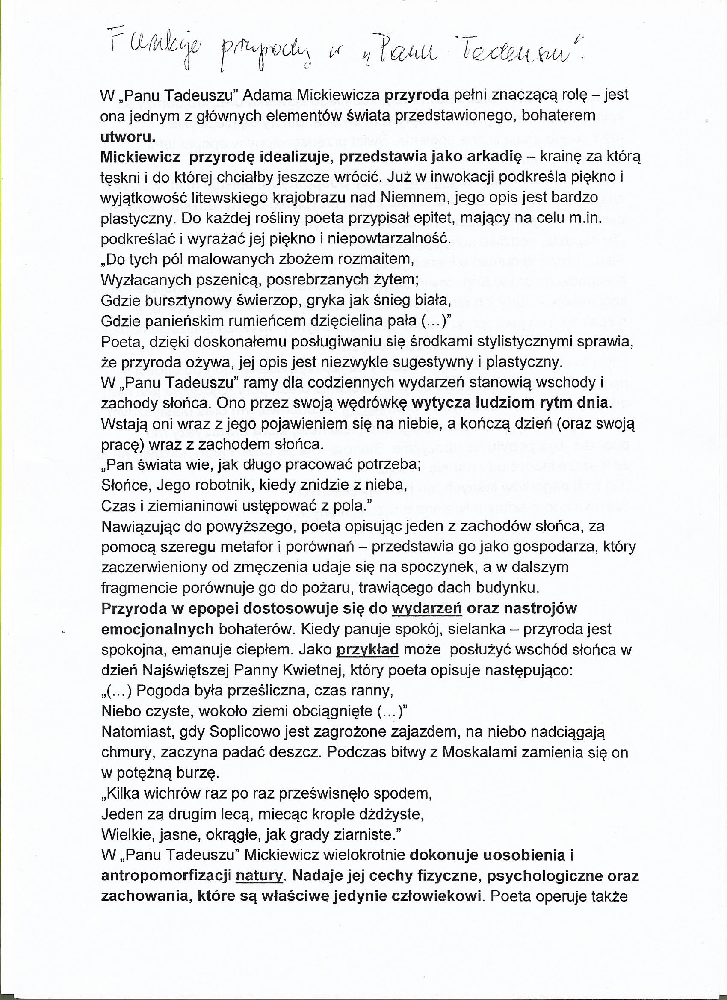 Funkcje przyrody w „Panu Tadeuszu".
W „Panu Tadeuszu” Adama Mickiewicza przyroda pełni znaczącą rolę – jest
ona jednym z głównych elementów świata przedstawionego, bohaterem
utworu.
Mickiewicz przyrodę idealizuje, przedstawia jako arkadię – krainę za którą
tęskni i do której chciałby jeszcze wrócić. Już w inwokacji podkreśla piękno i
wyjątkowość litewskiego krajobrazu nad Niemnem, jego opis jest bardzo
plastyczny. Do każdej rośliny poeta przypisał epitet, mający na celu m.in.
podkreślać i wyrażać jej piękno i niepowtarzalność.
„Do tych pól malowanych zbożem rozmaitem,
Wyzłacanych pszenicą, posrebrzanych żytem;
Gdzie bursztynowy świerzop, gryka jak śnieg biała,
Gdzie panieńskim rumieńcem dzięcielina pała (...)”
Poeta, dzięki doskonałemu posługiwaniu się środkami stylistycznymi sprawia,
że przyroda ożywa, jej opis jest niezwykle sugestywny i plastyczny.
W „Panu Tadeuszu” ramy dla codziennych wydarzeń stanowią wschody i
zachody słońca. Ono przez swoją wędrówkę wytycza ludziom rytm dnia.
Wstają oni wraz z jego pojawieniem się na niebie, a kończą dzień (oraz swoją
pracę) wraz z zachodem słońca.
„Pan świata wie, jak długo pracować potrzeba;
Słońce, Jego robotnik, kiedy znidzie z nieba,
Czas i ziemianinowi ustępować z pola.”
Nawiązując do powyższego, poeta opisując jeden z zachodów słońca, za
pomocą szeregu metafor i porównań – przedstawia go jako gospodarza, który
zaczerwieniony od zmęczenia udaje się na spoczynek, a w dalszym
fragmencie porównuje go do pożaru, trawiącego dach budynku.
Przyroda w epopei dostosowuje się do wydarzeń oraz nastrojów
emocjonalnych bohaterów. Kiedy panuje spokój, sielanka – przyroda jest
spokojna, emanuje ciepłem. Jako przykład może posłużyć wschód słońca w
dzień Najświętszej Panny Kwietnej, który poeta opisuje następująco:
„(...) Pogoda była prześliczna, czas ranny,
Niebo czyste, wokoło ziemi obciągnięte (...)”
Natomiast, gdy Soplicowo jest zagrożone zajazdem, na niebo nadciągają
chmury, zaczyna padać deszcz. Podczas bitwy z Moskalami zamienia się on
w potężną burzę.
„Kilka wichrów raz po raz prześwisnęło spodem,
Jeden za drugim lecą, miecąc krople dżdżyste,
Wielkie, jasne, okrągłe, jak grady ziarniste.”
W „Panu Tadeuszu” Mickiewicz wielokrotnie dokonuje uosobienia i
antropomorfizacji natury. Nadaje jej cechy fizyczne, psychologiczne oraz
zachowania, które są właściwe jedynie człowiekowi. Poeta operuje także